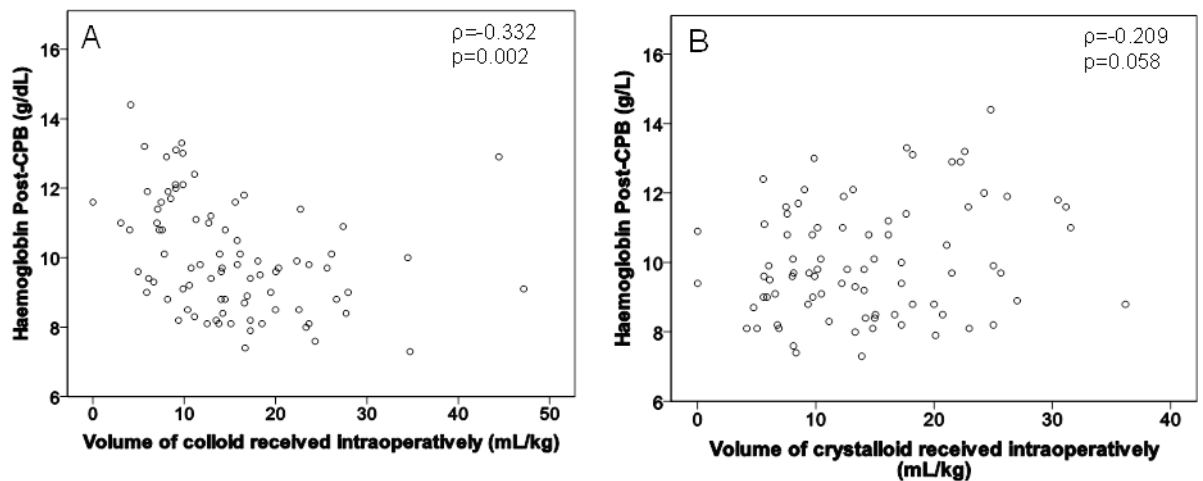 A
ρ=-0.332
p=0.002
Haemoglobin Post-CPB (g/dL)
16
14
12
10
8
6
0 10 20 30 40 50
Volume of colloid received intraoperatively (mL/kg)
B
ρ=-0.209
p=0.058
Haemoglobin Post-CPB (g/L)
16
14
12
10
8
6
0 10 20 30 40
Volume of crystalloid received intraoperatively
(mL/kg)